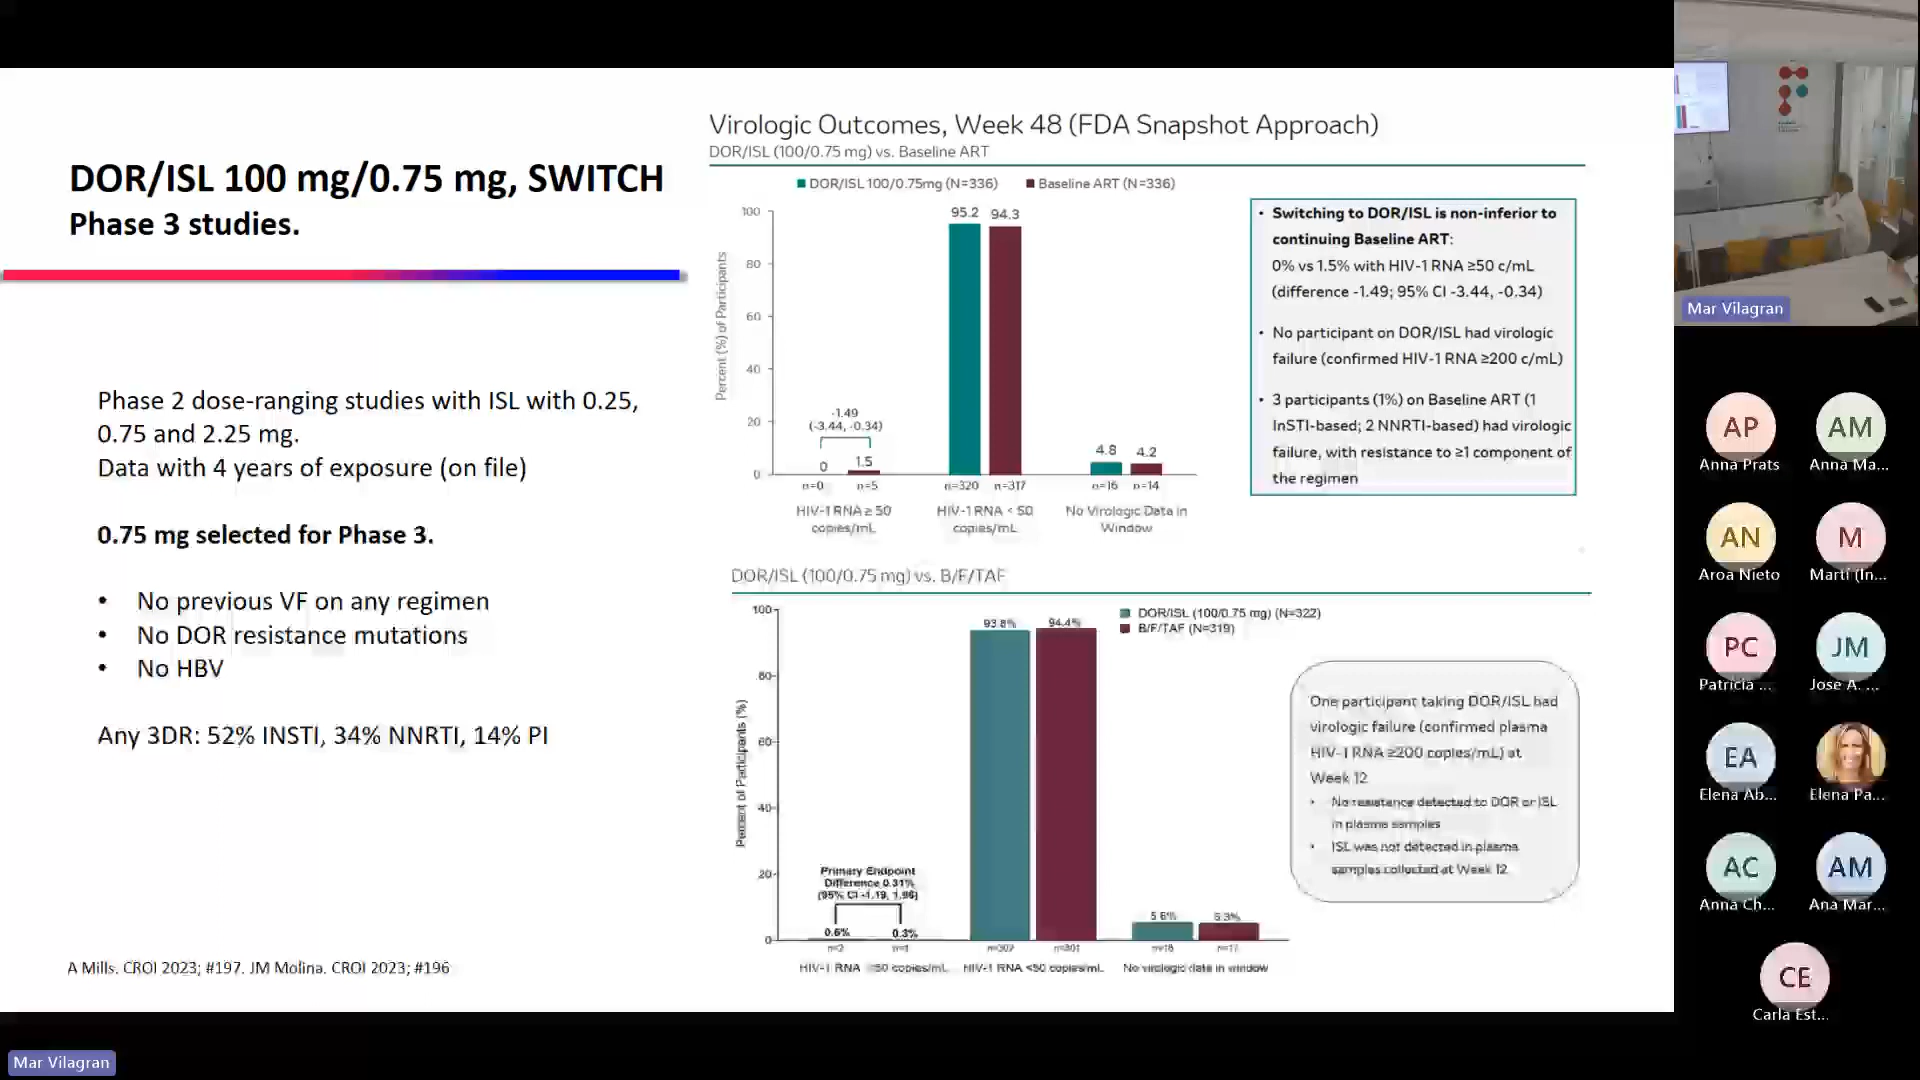 DOR/ISL 100 mg/0.75 mg, SWITCH
Phase 3 studies.
Phase 2 dose-ranging studies with ISL with 0.25,
0.75 and 2.25 mg.
Data with 4 years of exposure (on file)
0.75 mg selected for Phase 3.
• No previous VF on any regimen
• No DOR resistance mutations
• No HBV
Any 3DR: 52% INSTI, 34% NNRTI, 14% PI
A Mills. CROI 2023; #197. JM Molina. CROI 2023; #196
Virologic Outcomes, Week 48 (FDA Snapshot Approach)
DOR/ISL (100/0.75 mg) vs. Baseline ART
DOR/ISL 100/0.75mg (N=336)
Baseline ART (N=336)
Percent (%) of Participants
100
80
60
40
20
0
-1.49
(-3.44, -0.34)
0
1.5
95.2
94.3
4.8
4.2
n=0
n=5
n=320
n=317
n=16
n=14
HIV-1 RNA ≥ 50
copies/mL
HIV-1 RNA < 50
copies/mL
No Virologic Data in
Window
• Switching to DOR/ISL is non-inferior to
continuing Baseline ART:
0% vs 1.5% with HIV-1 RNA ≥50 c/mL
(difference -1.49; 95% CI -3.44, -0.34)
• No participant on DOR/ISL had virologic
failure (confirmed HIV-1 RNA ≥200 c/mL)
• 3 participants (1%) on Baseline ART (1
InSTI-based; 2 NNRTI-based) had virologic
failure, with resistance to ≥1 component of
the regimen
DOR/ISL (100/0.75 mg) vs. B/F/TAF
DOR/ISL (100/0.75 mg) (N=322)
B/F/TAF (N=319)
Percent of Participants (%)
100
80
60
40
20
0
Primary Endpoint
Difference 0.31%
(95% CI -1.19, 1.96)
0.6%
0.3%
93.8%
94.4%
5.6%
5.3%
n=2
n=1
n=302
n=301
n=18
n=17
HIV-1 RNA 50 copies/mL
HIV-1 RNA <50 copies/mL
No virologic data in window
One participant taking DOR/ISL had
virologic failure (confirmed plasma
HIV-1 RNA ≥200 copies/mL) at
Week 12
• No resistance detected to DOR or ISL
in plasma samples
• ISL was not detected in plasma
samples collected at Week 12
Mar Vilagran
AP
Anna Prats
AM
Anna Ma...
AN
Aroa Nieto
M
Martí (In...
PC
Patricia ...
JM
Jose A. ...
EA
Elena Ab...
Elena Pa...
AC
Anna Ch...
AM
Ana Mar...
CE
Carla Est...
Mar Vilagran